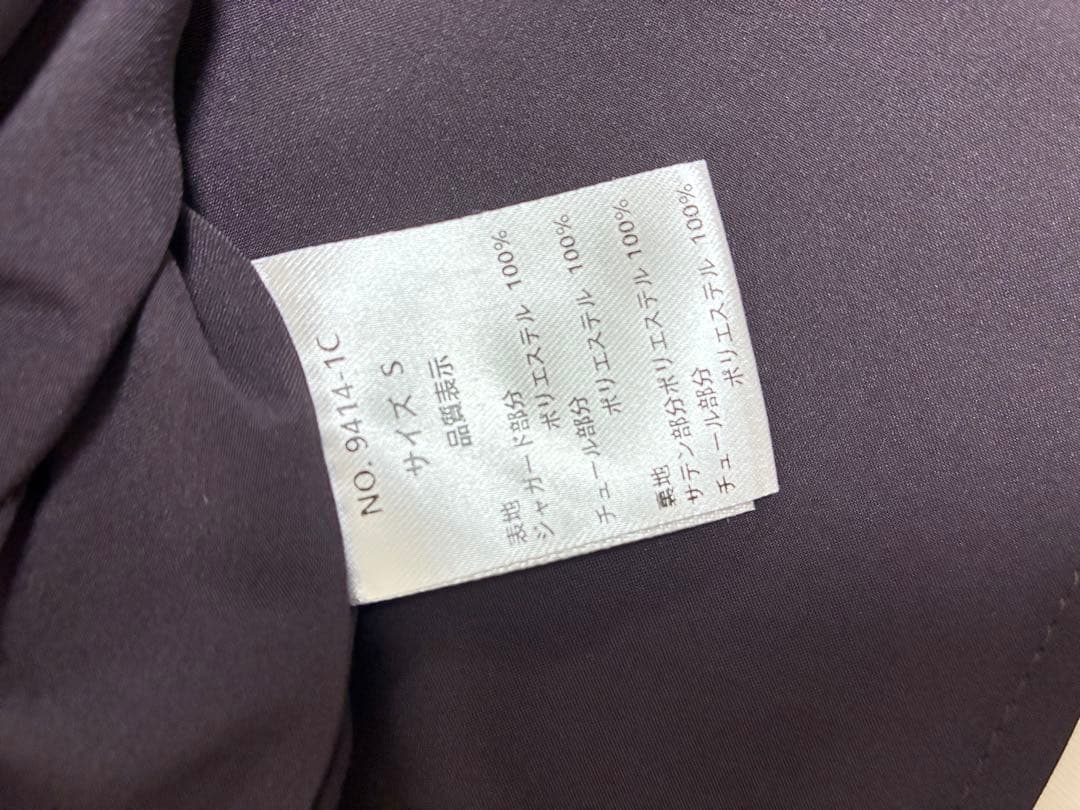 NO. 9414-1C
サイズ S
品質表示
表地
ジャガード部分
ポリエステル 100%
チュール部分
ポリエステル 100%
裏地
サテン部分ポリエステル 100%
チュール部分
ポリエステル 100%